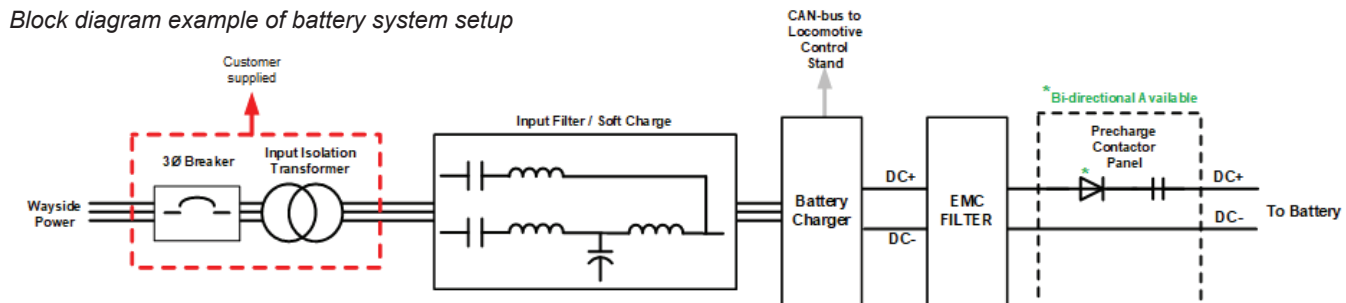 Block diagram example of battery system setup
CAN-bus to
Locomotive
Control
Stand
Customer
supplied
*Bi-directional Available
Input Filter / Soft Charge
Precharge
Contactor
Panel
3Ø Breaker
Input Isolation
Transformer
*
Wayside
Power
Battery
Charger
DC+
DC-
EMC
FILTER
DC+
DC-
To Battery